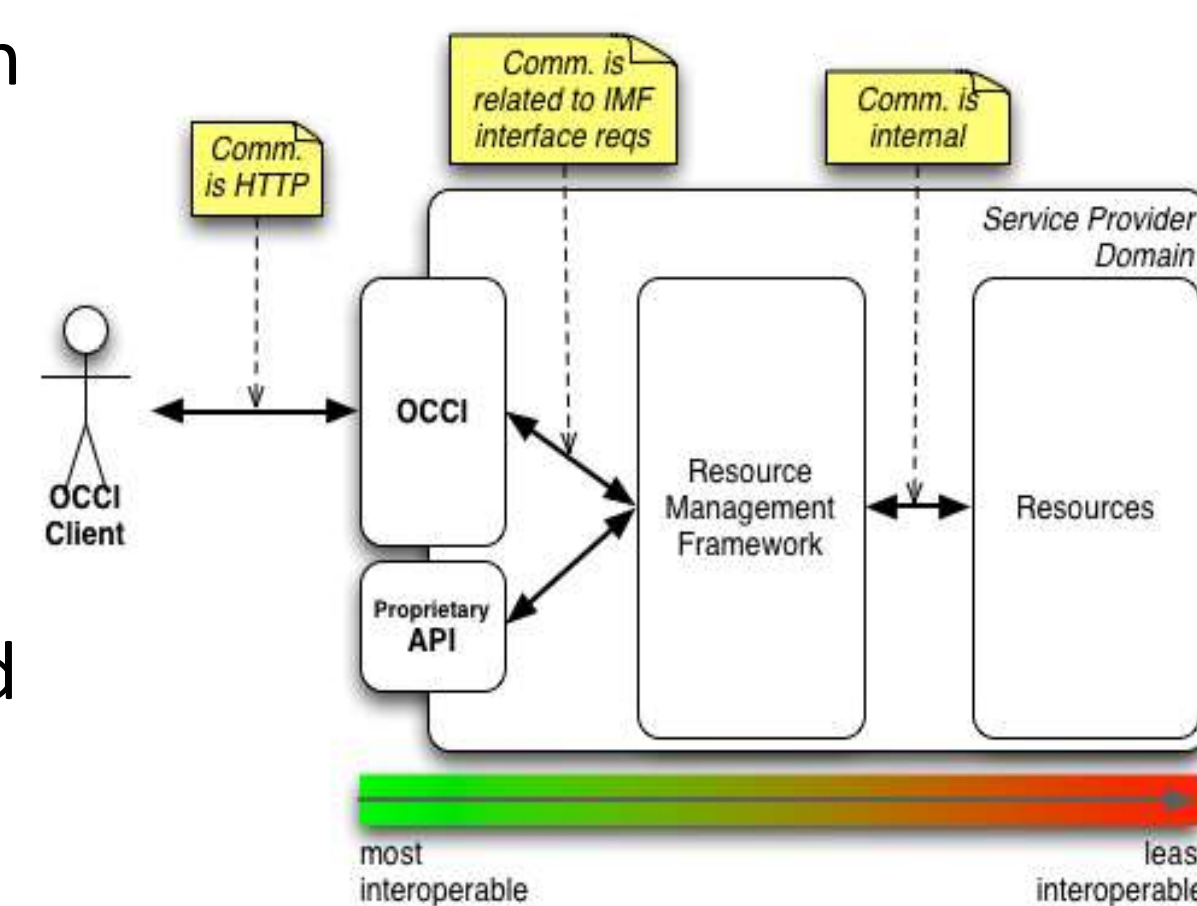 n
Comm. is
related to IMF
interface reqs
Comm. is
internal
Comm.
is HTTP
Service Provider
Domain
OCCI
OCCI
Client
Resource
Management
Framework
Resources
Proprietary
API
d
most
interoperable
leas
interoperable